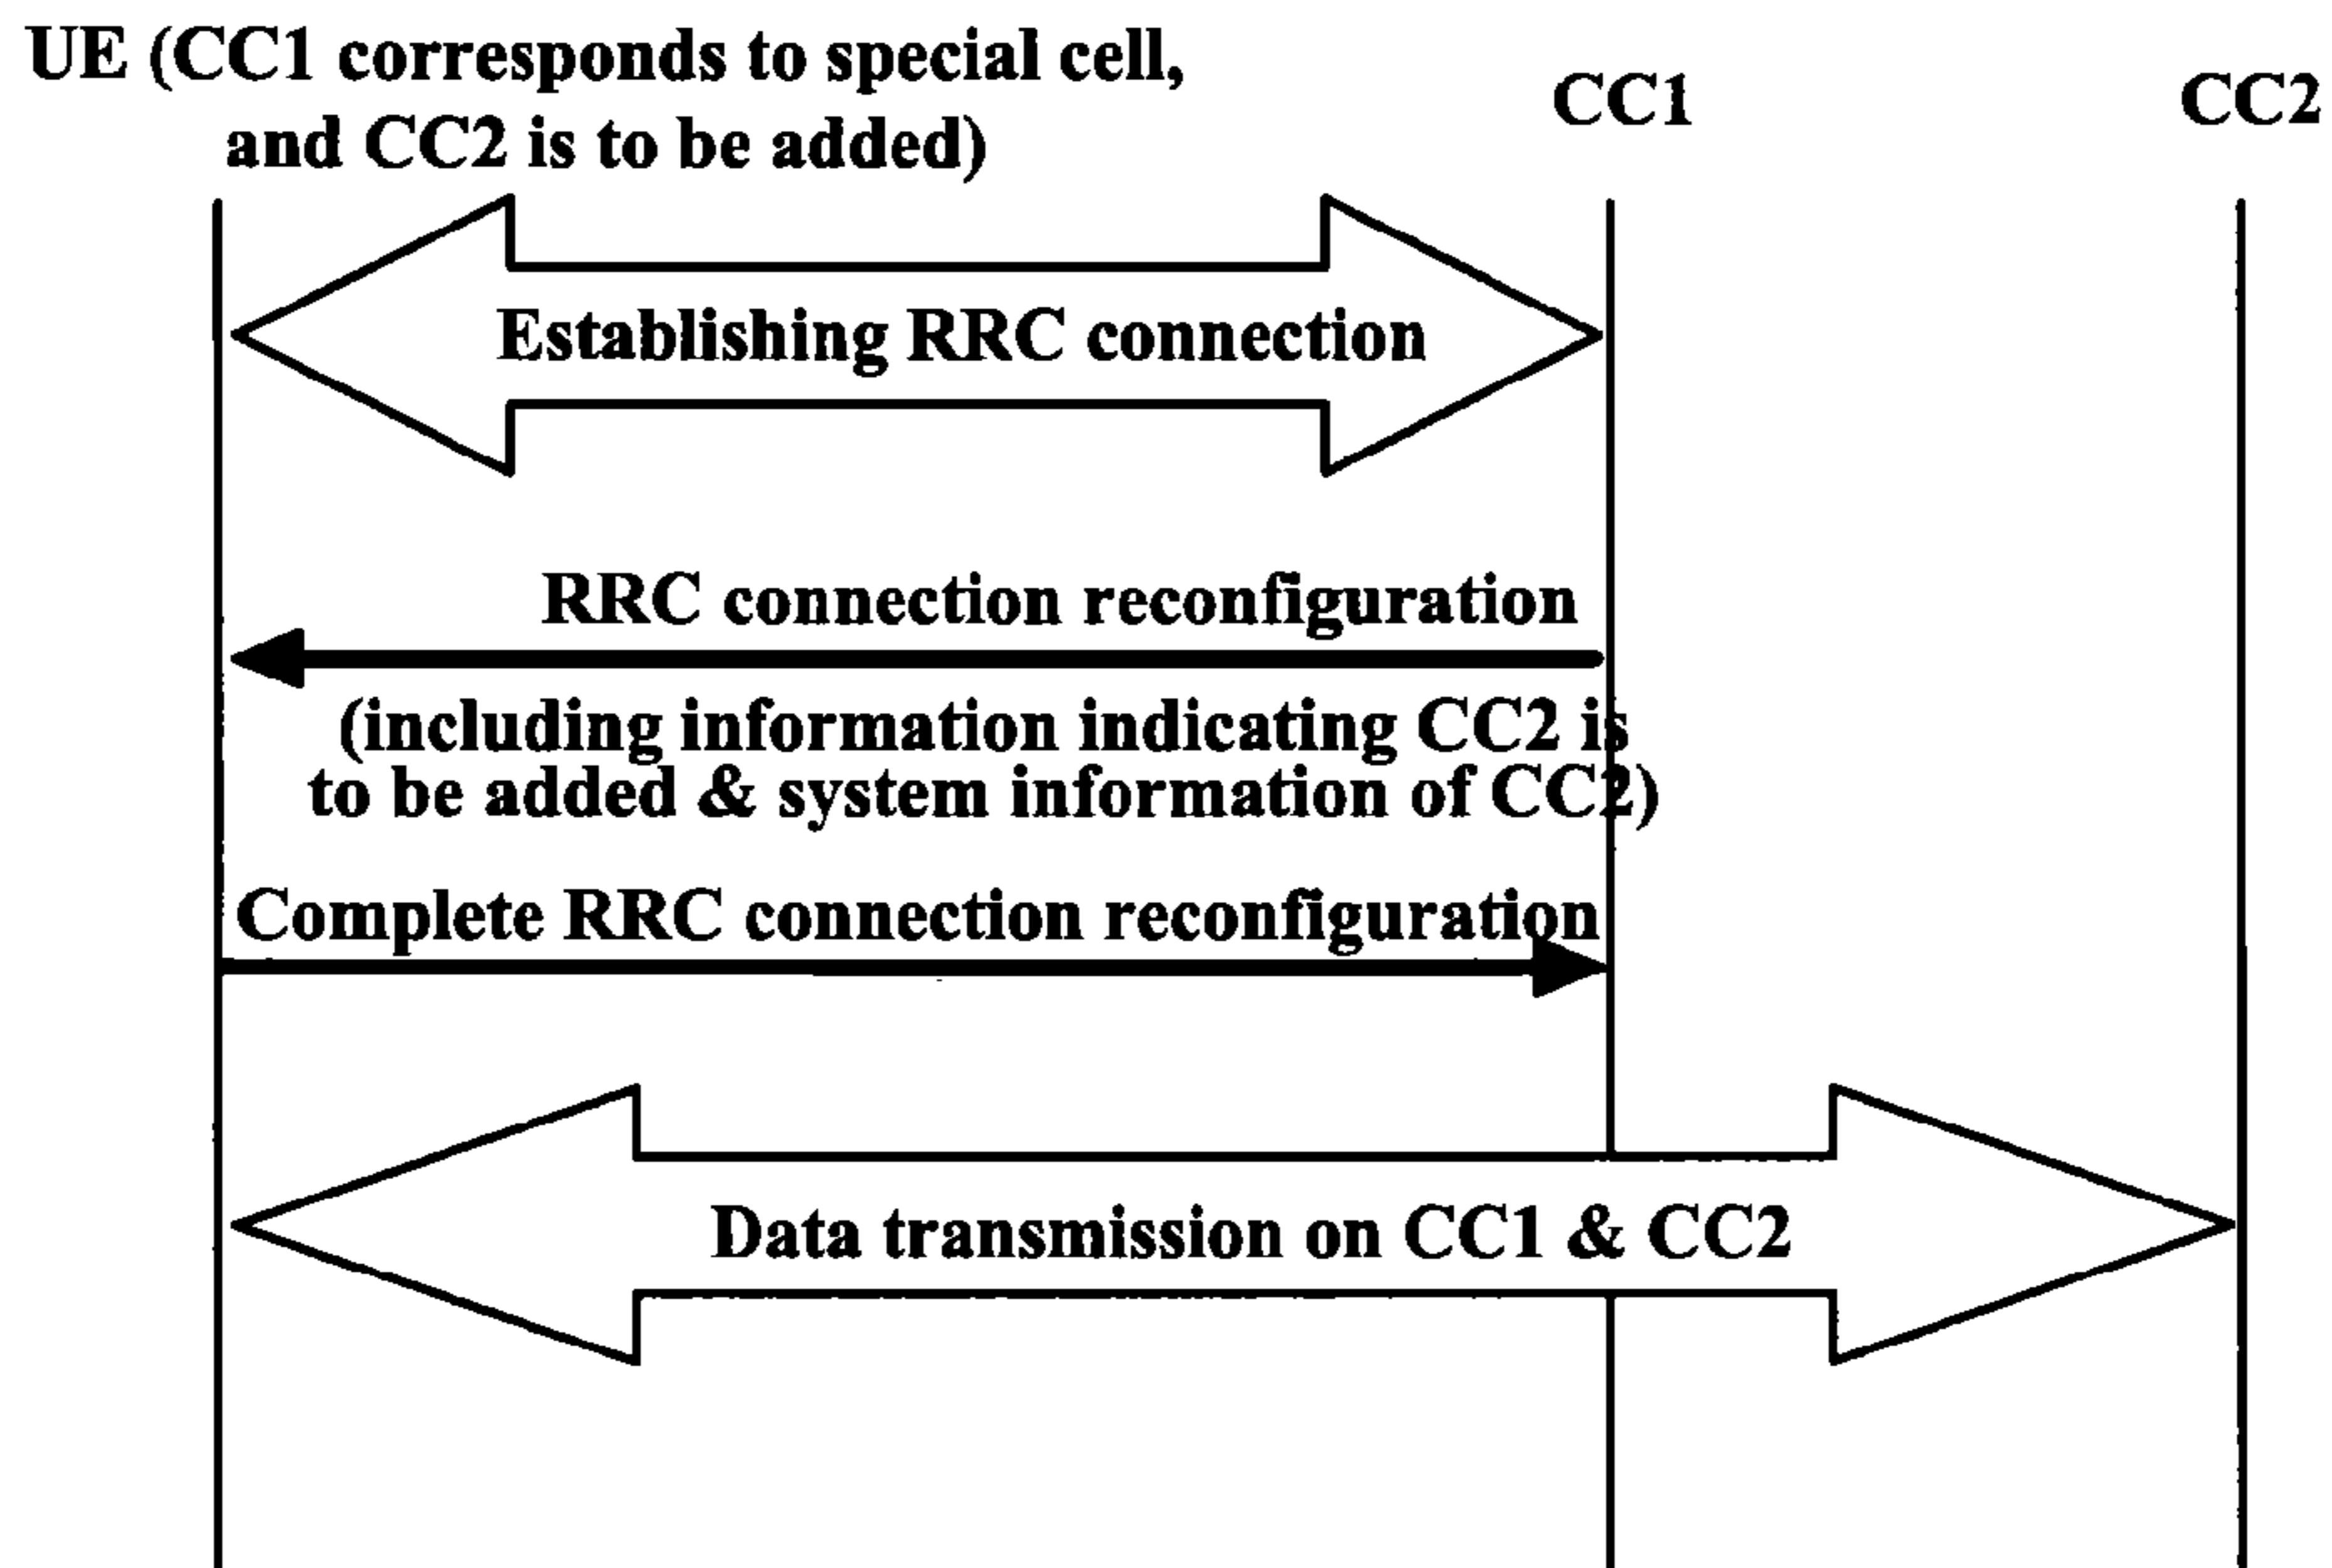 UE (CC1 corresponds to special cell,
and CC2 is to be added)
CC1
CC2
Establishing RRC connection
RRC connection reconfiguration
(including information indicating CC2 is
to be added & system information of CC2)
Complete RRC connection reconfiguration
Data transmission on CC1 & CC2